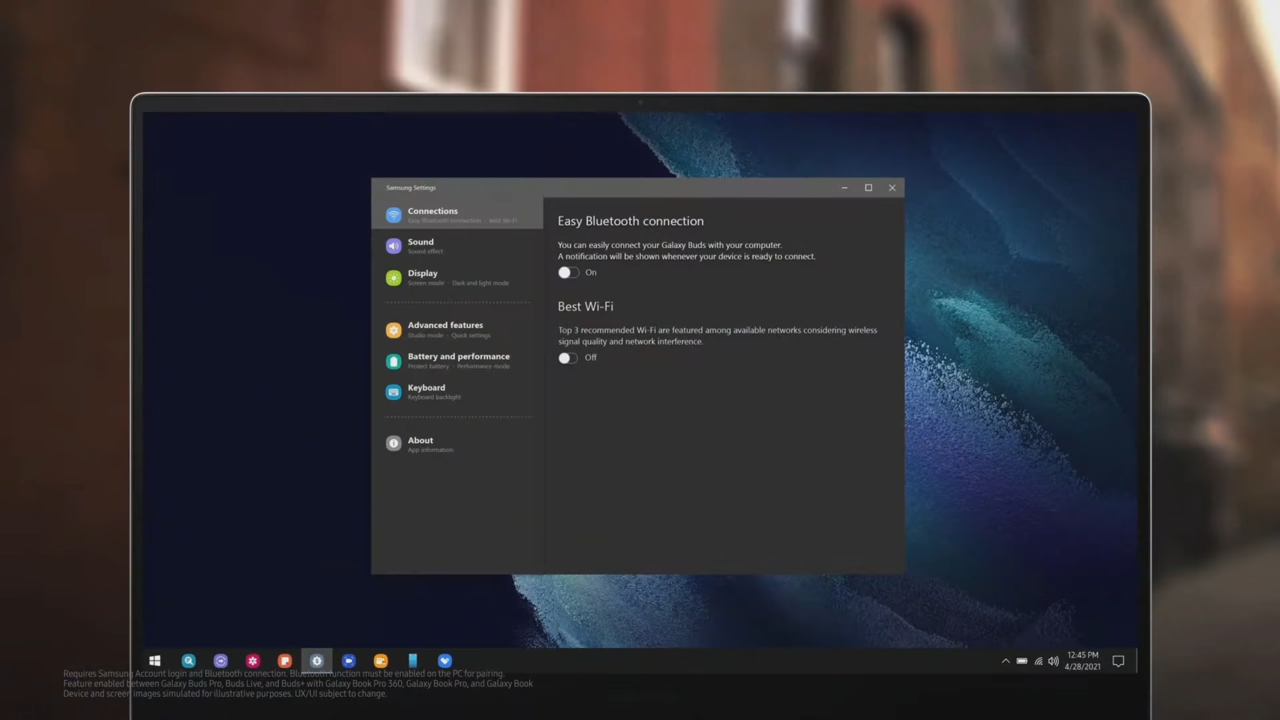 Samsung Settings
Connections
Easy Bluetooth connection · Best Wi-Fi
Sound
Sound effect
Display
Screen mode · Dark and light mode
Advanced features
Studio mode · Quick settings
Battery and performance
Protect battery · Performance mode
Keyboard
Keyboard backlight
About
App information
Easy Bluetooth connection
You can easily connect your Galaxy Buds with your computer.
A notification will be shown whenever your device is ready to connect.
On
Best Wi-Fi
Top 3 recommended Wi-Fi are featured among available networks considering wireless
signal quality and network interference.
Off
12:45 PM
4/28/2021
Requires Samsung Account login and Bluetooth connection. Bluetooth function must be enabled on the PC for pairing.
Feature enabled between Galaxy Buds Pro, Buds Live, and Buds+ with Galaxy Book Pro 360, Galaxy Book Pro, and Galaxy Book
Device and screen images simulated for illustrative purposes. UX/UI subject to change.